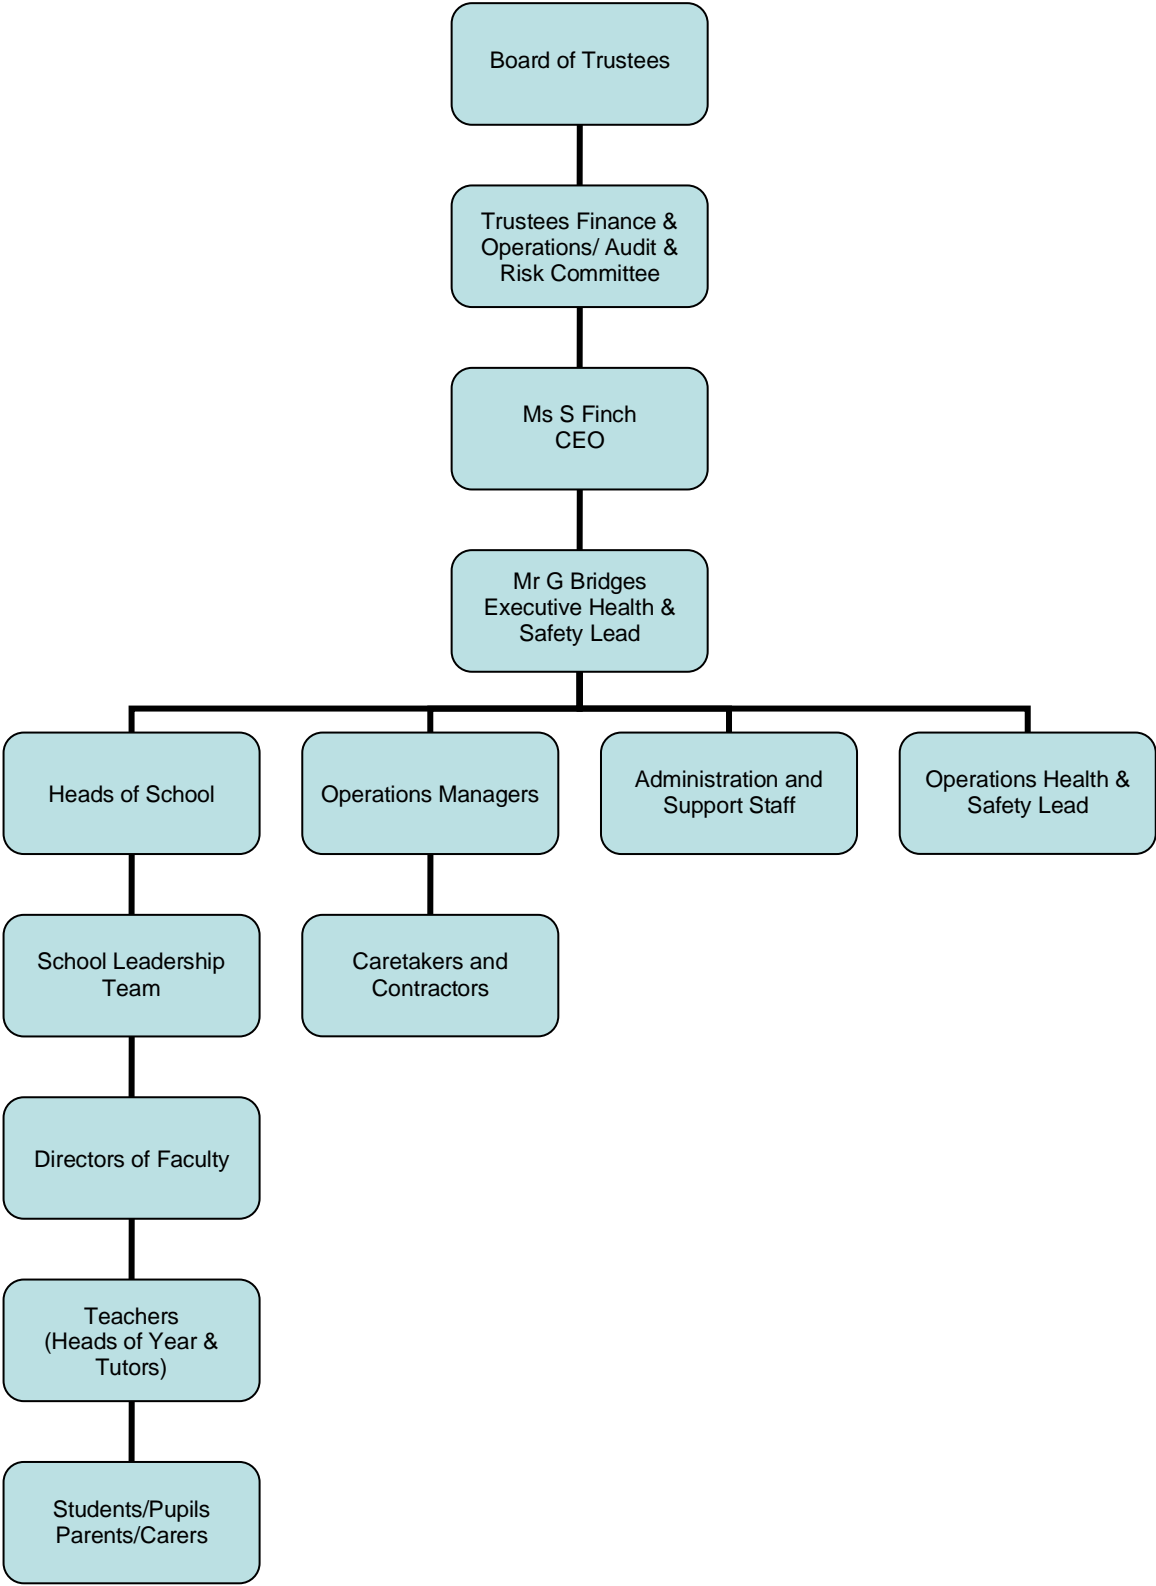 Board of Trustees
Trustees Finance &
Operations/ Audit &
Risk Committee
Ms S Finch
CEO
Mr G Bridges
Executive Health &
Safety Lead
Heads of School
Operations Managers
Administration and
Support Staff
Operations Health &
Safety Lead
School Leadership
Team
Caretakers and
Contractors
Directors of Faculty
Teachers
(Heads of Year &
Tutors)
Students/Pupils
Parents/Carers